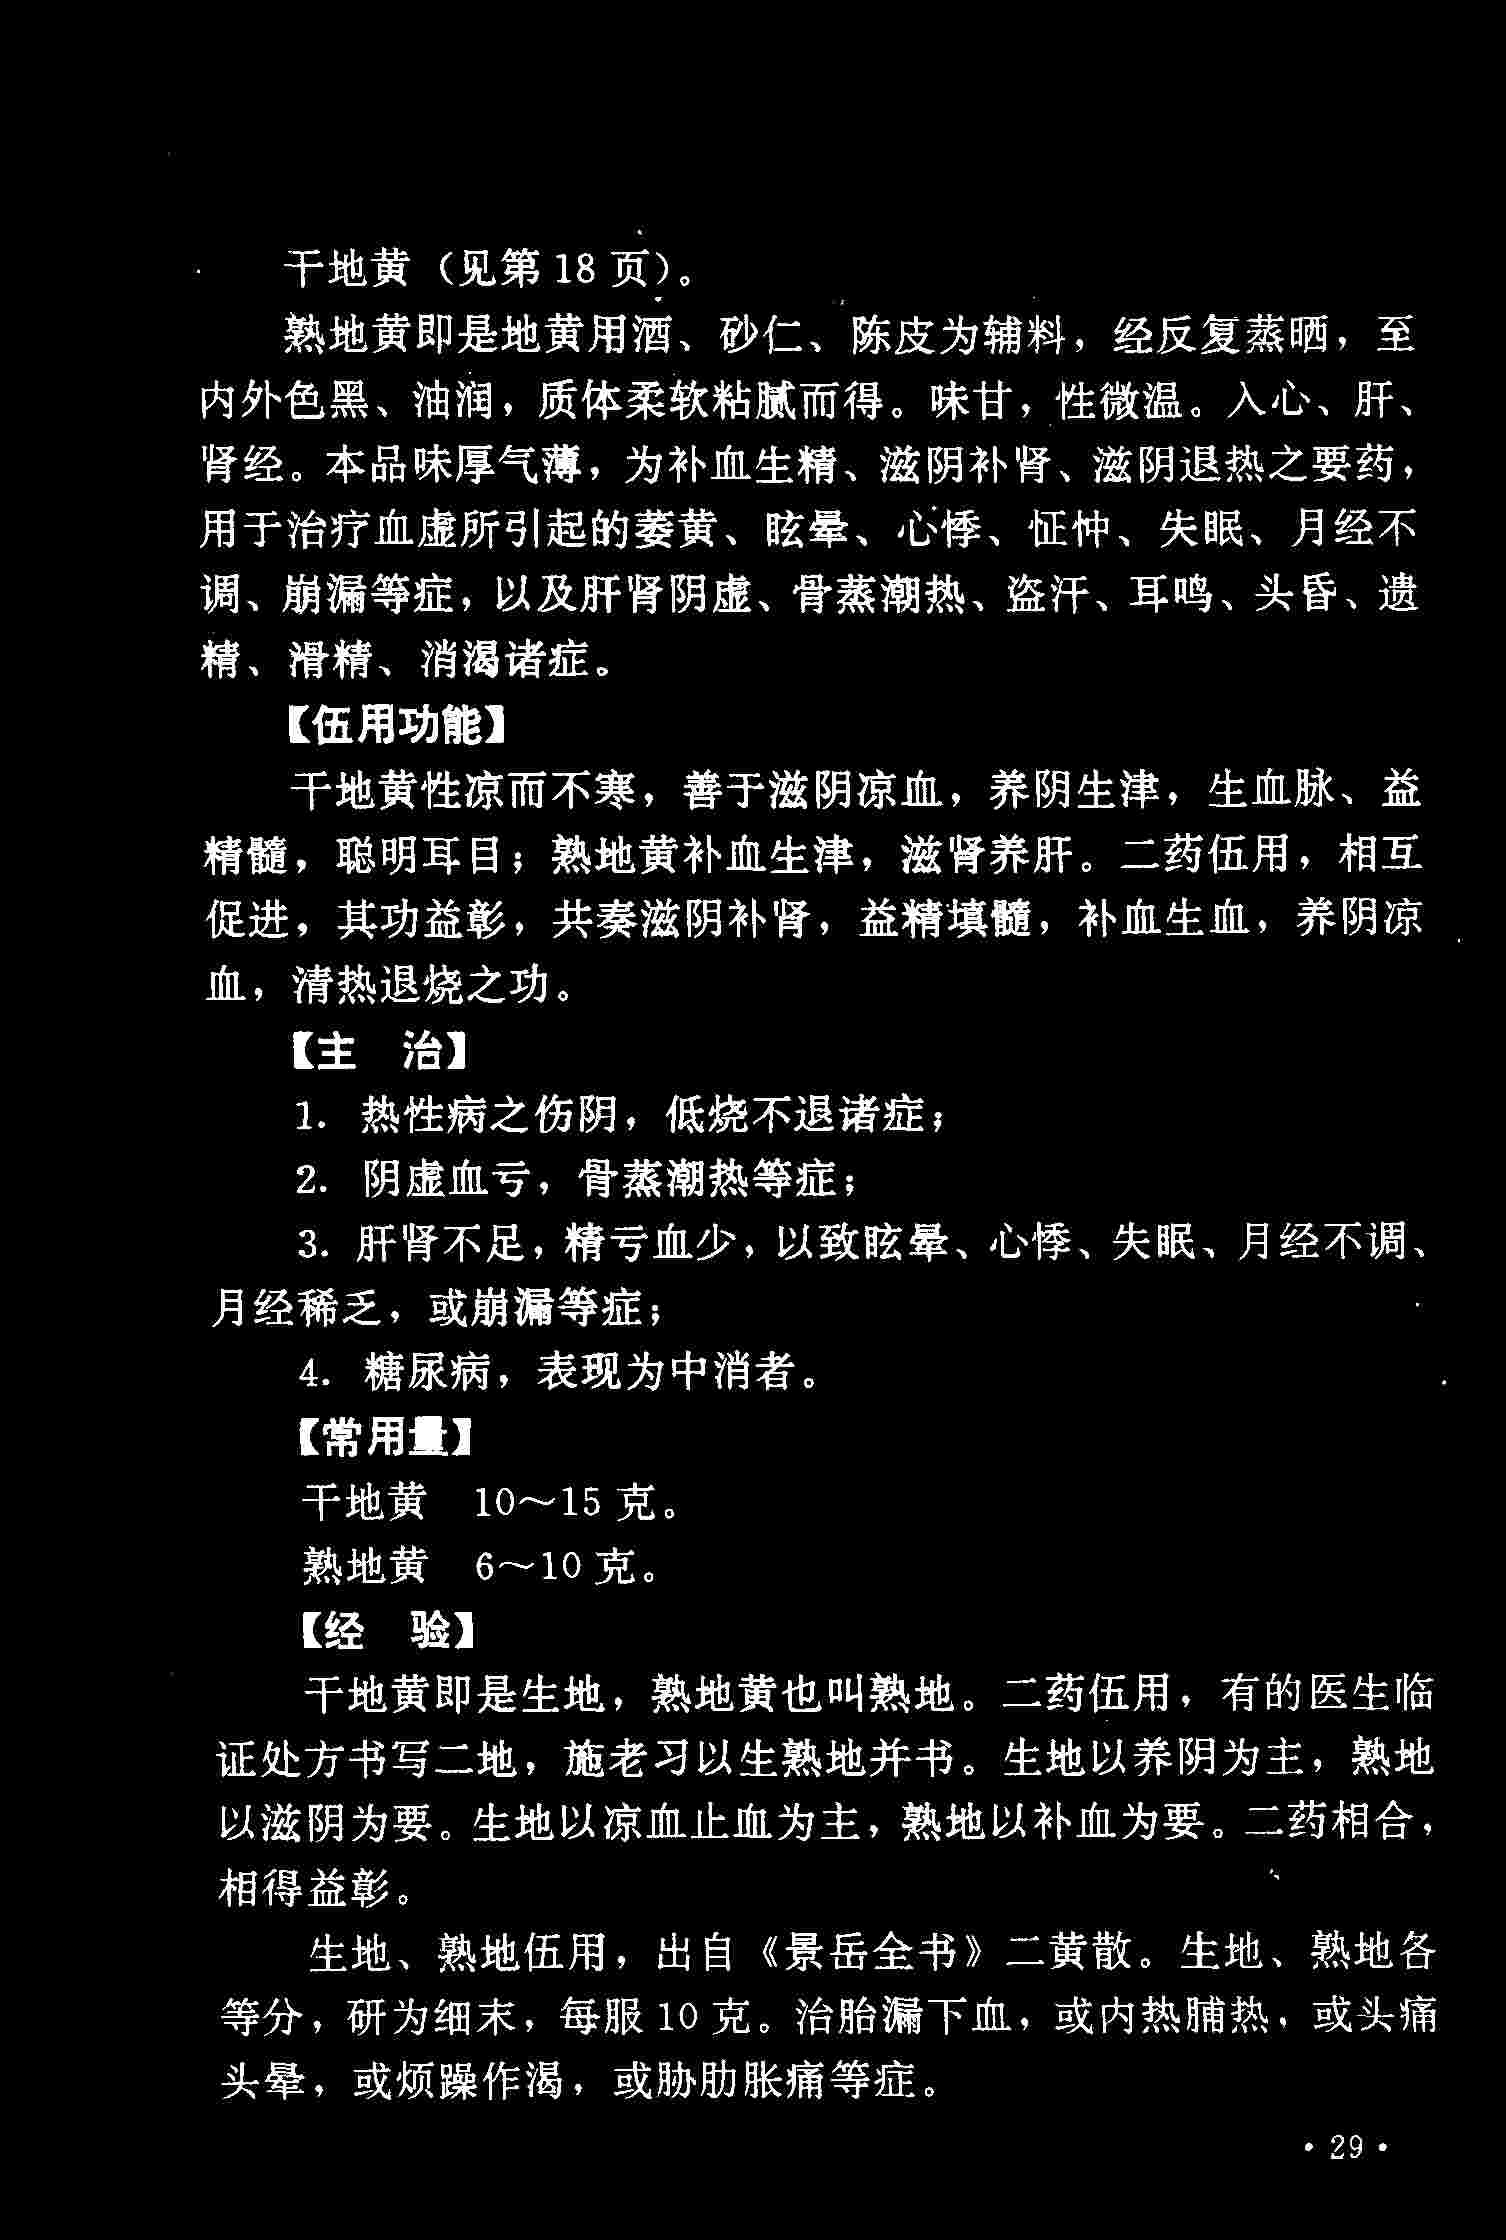 干地黄（见第 18 页）。
熟地黄即是地黄用酒、砂仁、陈皮为辅料，经反复蒸晒，至
内外色黑、油润，质体柔软粘腻而得。味甘，性微温。入心、肝、
肾经。本品味厚气薄，为补血生精、滋阴补肾、滋阴退热之要药，
用于治疗血虚所引起的萎黄、眩晕、心悸、怔忡、失眠、月经不
调、崩漏等症，以及肝肾阴虚、骨蒸潮热、盗汗、耳鸣、头昏、遗
精、滑精、消渴诸症。
【伍用功能】
干地黄性凉而不寒，善于滋阴凉血，养阴生津，生血脉、益
精髓，聪明耳目；熟地黄补血生津，滋肾养肝。二药伍用，相互
促进，其功益彰，共奏滋阴补肾，益精填髓，补血生血，养阴凉
血，清热退烧之功。
【主　治】
1. 热性病之伤阴，低烧不退诸症；
2. 阴虚血亏，骨蒸潮热等症；
3. 肝肾不足，精亏血少，以致眩晕、心悸、失眠、月经不调、
月经稀乏，或崩漏等症；
4. 糖尿病，表现为中消者。
【常用量】
干地黄　10～15 克。
熟地黄　6～10 克。
【经　验】
干地黄即是生地，熟地黄也叫熟地。二药伍用，有的医生临
证处方书写二地，施老习以生熟地并书。生地以养阴为主，熟地
以滋阴为要。生地以凉血止血为主，熟地以补血为要。二药相合，
相得益彰。
生地、熟地伍用，出自《景岳全书》二黄散。生地、熟地各
等分，研为细末，每服 10 克。治胎漏下血，或内热晡热，或头痛
头晕，或烦躁作渴，或胁肋胀痛等症。
· 29 ·